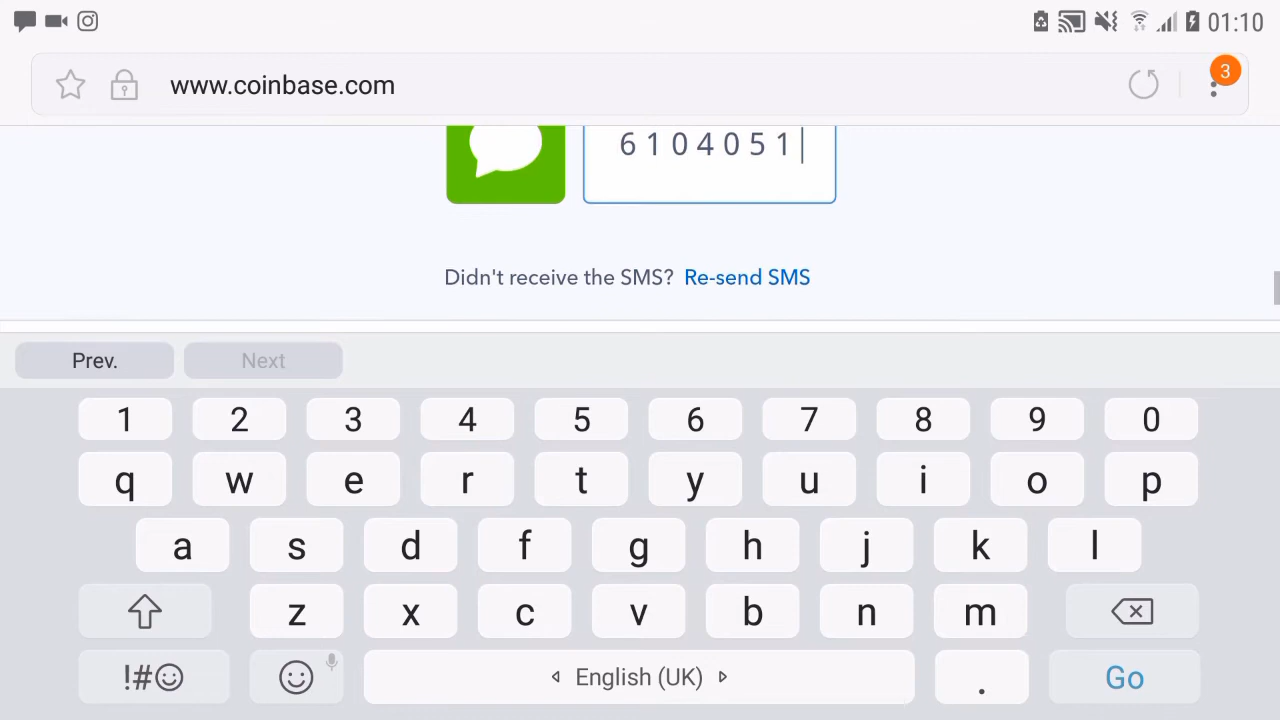 01:10
www.coinbase.com
3
6104051
Didn't receive the SMS? Re-send SMS
Prev. Next
1 2 3 4 5 6 7 8 9 0
q w e r t y u i o p
a s d f g h j k l
z x c v b n m
!# English (UK) . Go